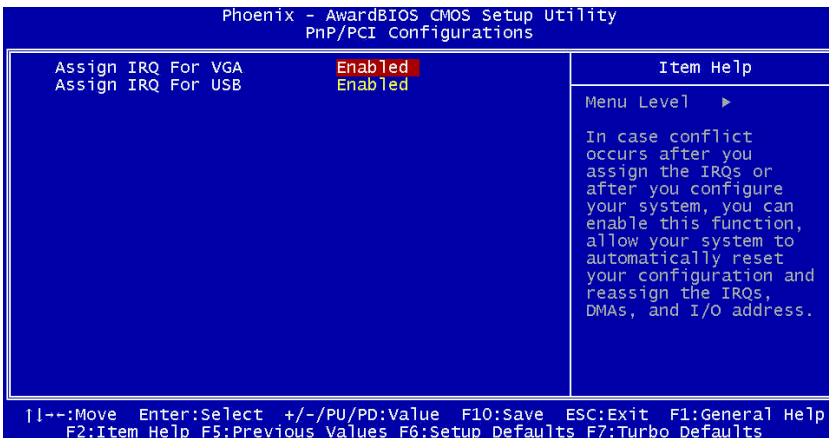 Phoenix - AwardBIOS CMOS Setup Utility
PnP/PCI Configurations
Assign IRQ For VGA Enabled
Assign IRQ For USB Enabled
Item Help
Menu Level ►
In case conflict
occurs after you
assign the IRQs or
after you configure
your system, you can
enable this function,
allow your system to
automatically reset
your configuration and
reassign the IRQs,
DMAs, and I/O address.
↑↓→←:Move Enter:Select +/-/PU/PD:Value F10:Save ESC:Exit F1:General Help
F2:Item Help F5:Previous Values F6:Setup Defaults F7:Turbo Defaults